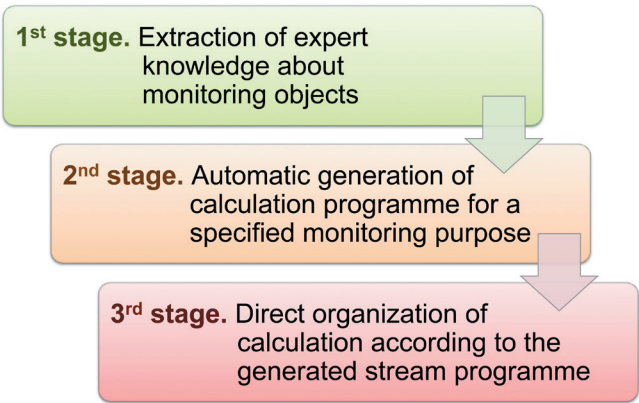 1st stage. Extraction of expert
knowledge about
monitoring objects
2nd stage. Automatic generation of
calculation programme for a
specified monitoring purpose
3rd stage. Direct organization of
calculation according to the
generated stream programme